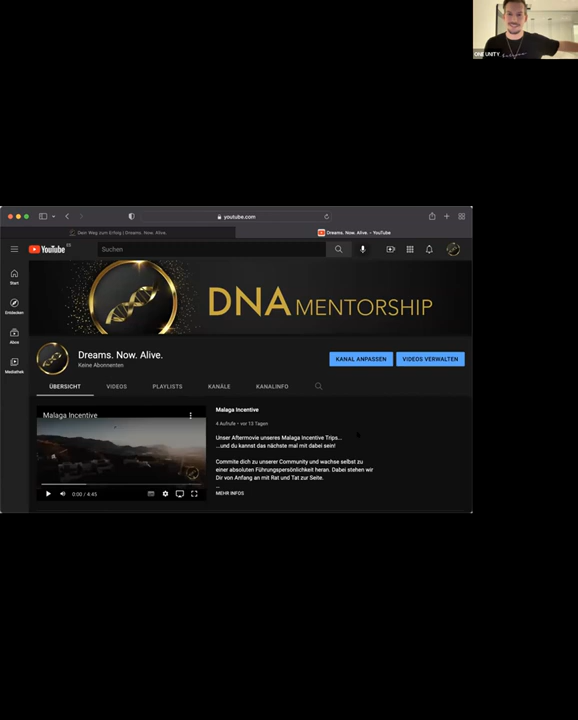 ONE UNITY
youtube.com
Dein Weg zum Erfolg | Dreams. Now. Alive.
Dreams. Now. Alive. - YouTube
YouTube ES
Suchen
Start
Entdecken
Abos
Mediathek
DNA MENTORSHIP
Dreams. Now. Alive.
Keine Abonnenten
KANAL ANPASSEN
VIDEOS VERWALTEN
ÜBERSICHT
VIDEOS
PLAYLISTS
KANÄLE
KANALINFO
Malaga Incentive
0:00 / 4:45
Malaga Incentive
4 Aufrufe • vor 13 Tagen
Unser Aftermovie unseres Malaga Incentive Trips...
...und du kannst das nächste mal mit dabei sein!
Commite dich zu unserer Community und wachse selbst zu
einer absoluten Führungspersönlichkeit heran. Dabei stehen wir
Dir von Anfang an mit Rat und Tat zur Seite.
...
MEHR INFOS